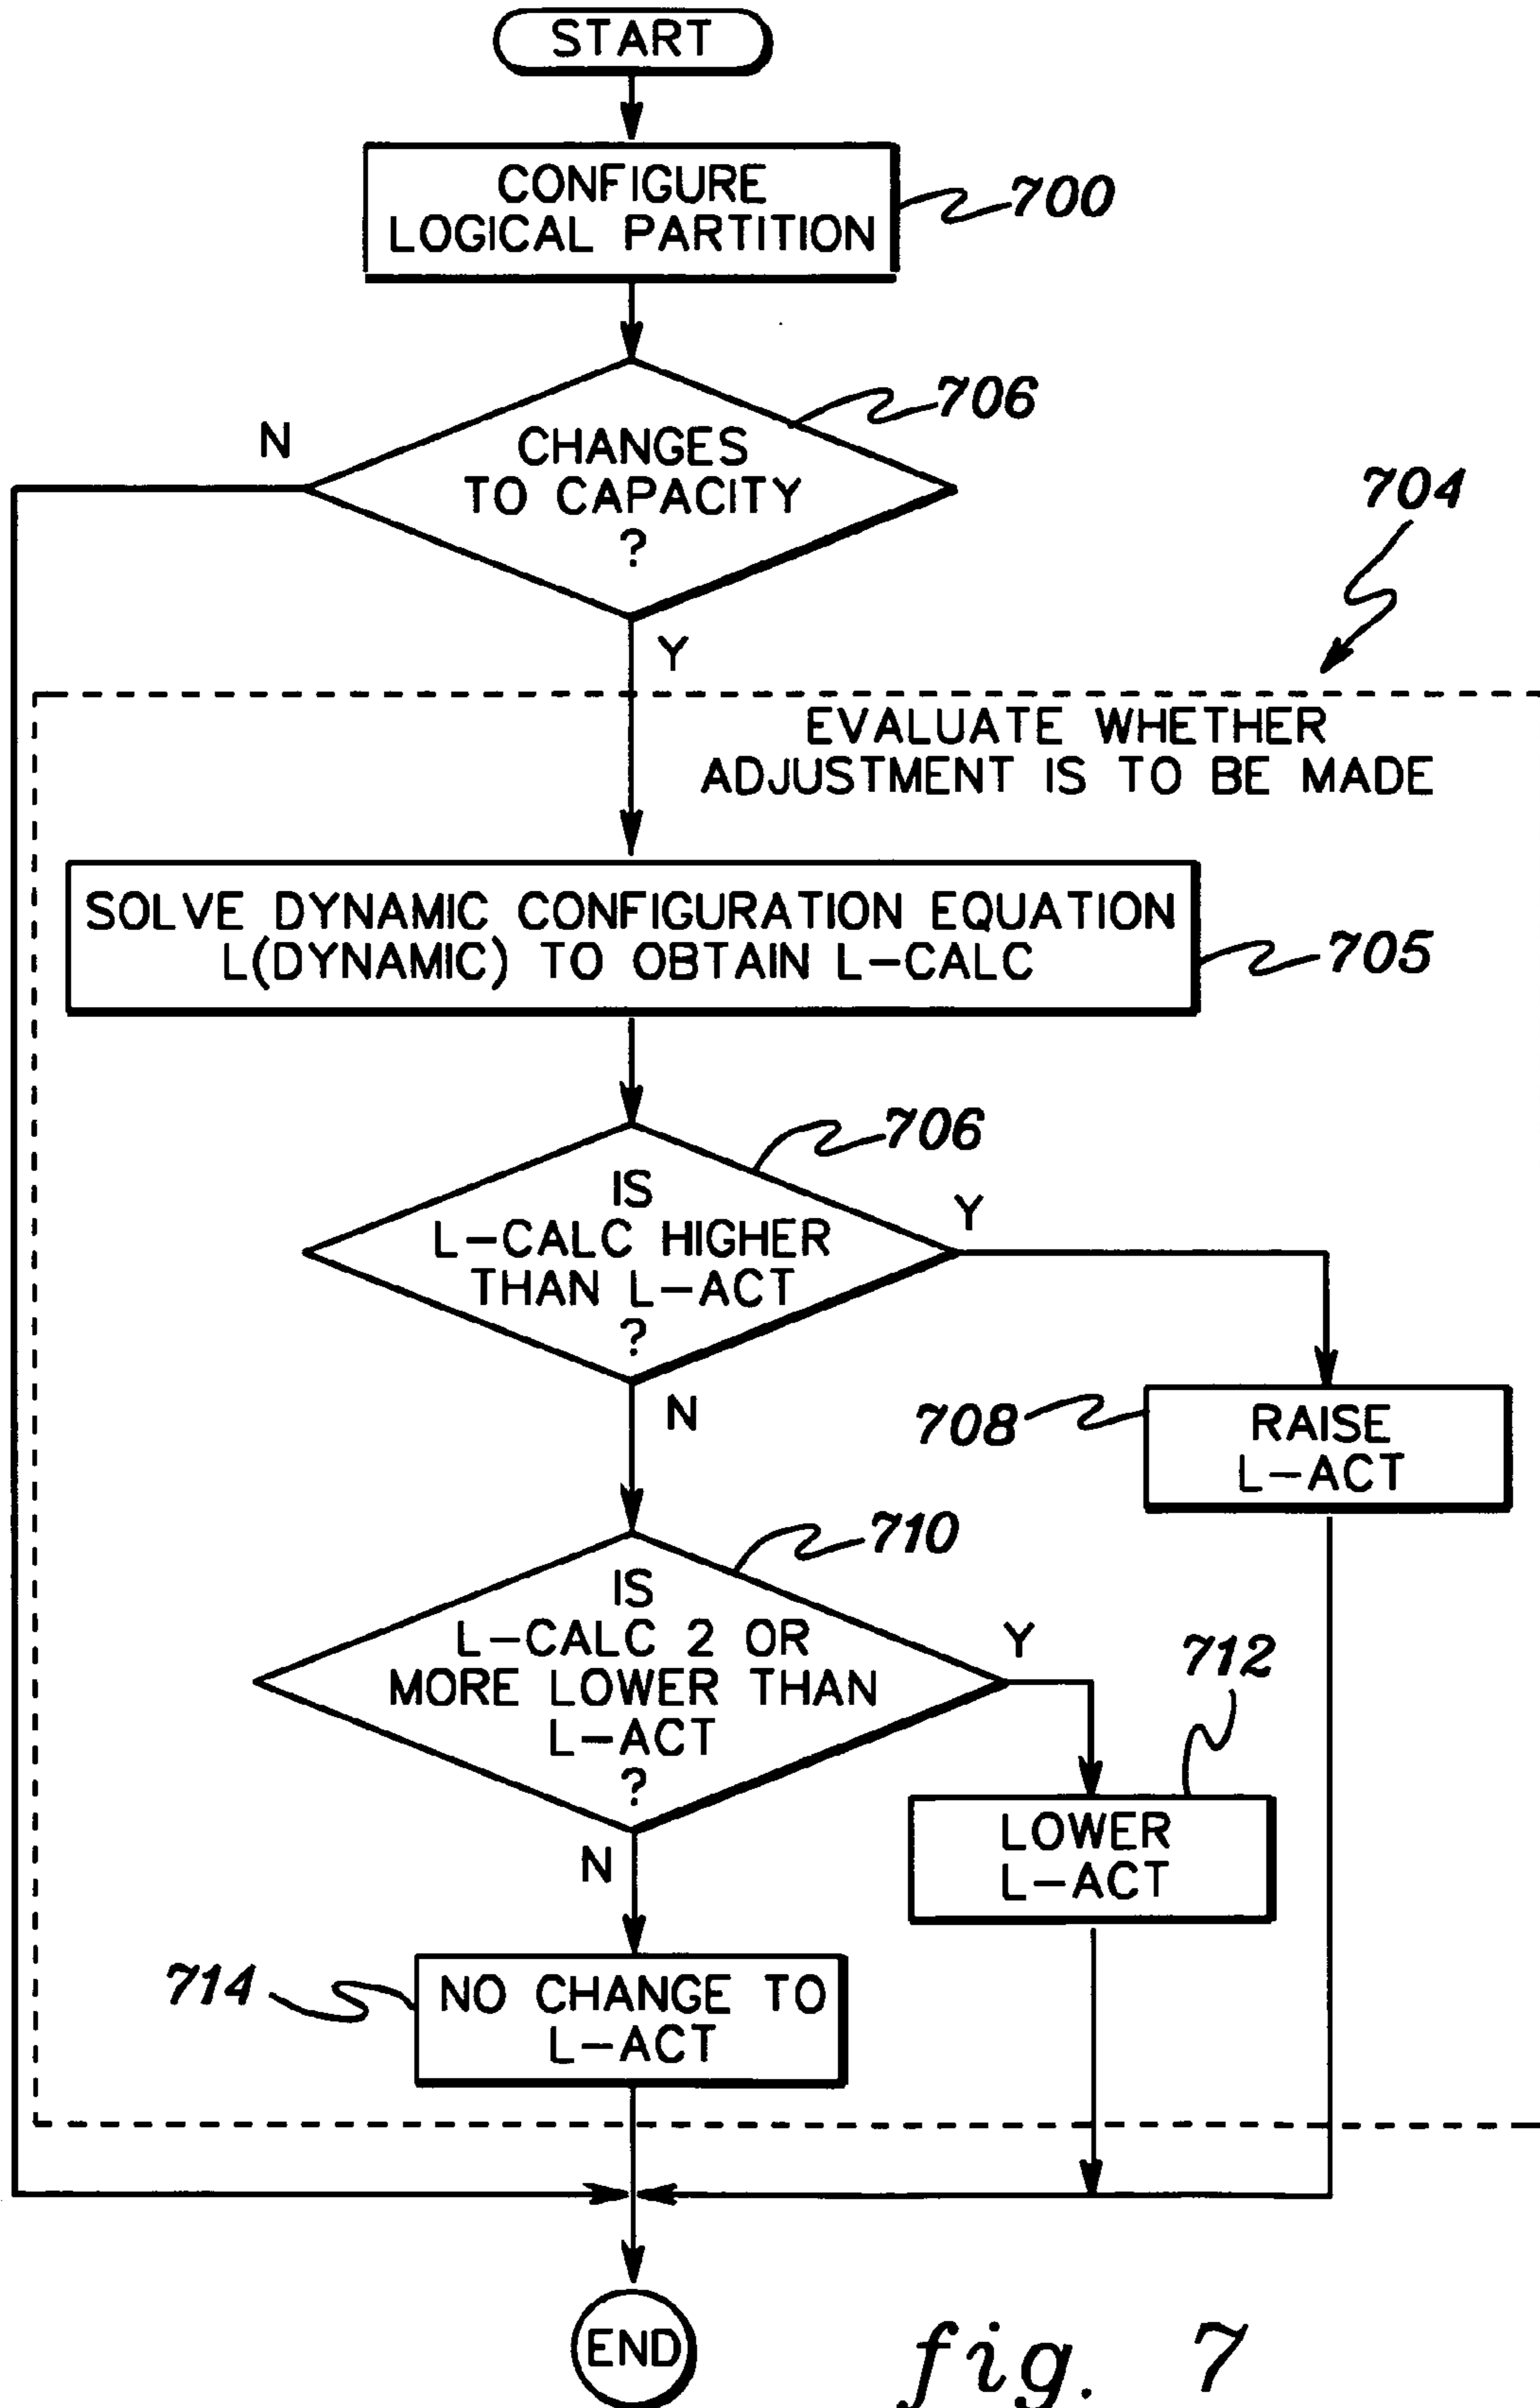 START
CONFIGURE
LOGICAL PARTITION
700
706
N
CHANGES
TO CAPACITY
?
704
Y
EVALUATE WHETHER
ADJUSTMENT IS TO BE MADE
SOLVE DYNAMIC CONFIGURATION EQUATION
L(DYNAMIC) TO OBTAIN L-CALC
705
706
IS
L-CALC HIGHER
THAN L-ACT
?
Y
N
708
RAISE
L-ACT
710
IS
L-CALC 2 OR
MORE LOWER THAN
L-ACT
?
Y
712
N
LOWER
L-ACT
714
NO CHANGE TO
L-ACT
END
fig. 7